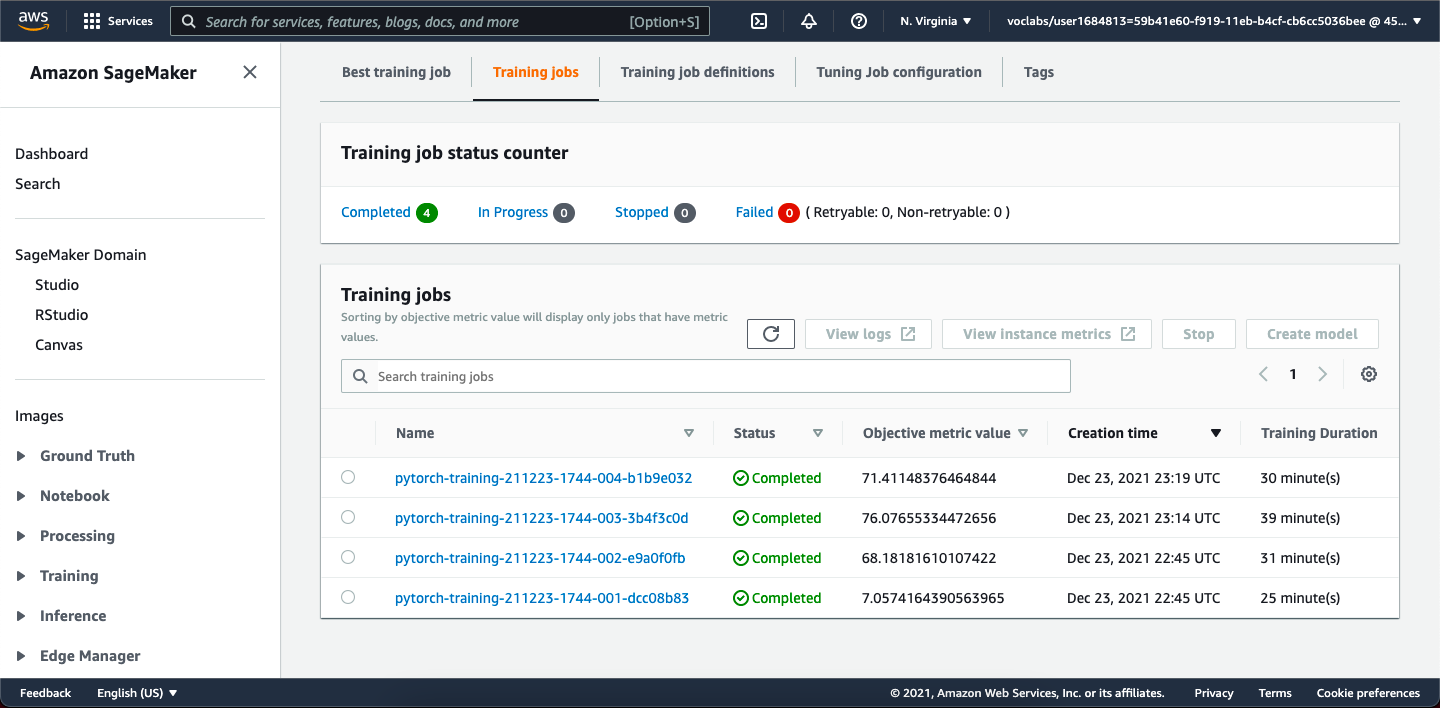 aws Services Search for services, features, blogs, docs, and more [Option+S] N. Virginia voclabs/user1684813=59b41e60-f919-11eb-b4cf-cb6cc5036bee @ 45...
Amazon SageMaker
Dashboard
Search
SageMaker Domain
Studio
RStudio
Canvas
Images
Ground Truth
Notebook
Processing
Training
Inference
Edge Manager
Best training job Training jobs Training job definitions Tuning Job configuration Tags
Training job status counter
Completed 4 In Progress 0 Stopped 0 Failed 0 ( Retryable: 0, Non-retryable: 0 )
Training jobs
Sorting by objective metric value will display only jobs that have metric
values.
View logs View instance metrics Stop Create model
Search training jobs 1
Name Status Objective metric value Creation time Training Duration
pytorch-training-211223-1744-004-b1b9e032 Completed 71.41148376464844 Dec 23, 2021 23:19 UTC 30 minute(s)
pytorch-training-211223-1744-003-3b4f3c0d Completed 76.07655334472656 Dec 23, 2021 23:14 UTC 39 minute(s)
pytorch-training-211223-1744-002-e9a0f0fb Completed 68.18181610107422 Dec 23, 2021 22:45 UTC 31 minute(s)
pytorch-training-211223-1744-001-dcc08b83 Completed 7.0574164390563965 Dec 23, 2021 22:45 UTC 25 minute(s)
Feedback English (US) © 2021, Amazon Web Services, Inc. or its affiliates. Privacy Terms Cookie preferences